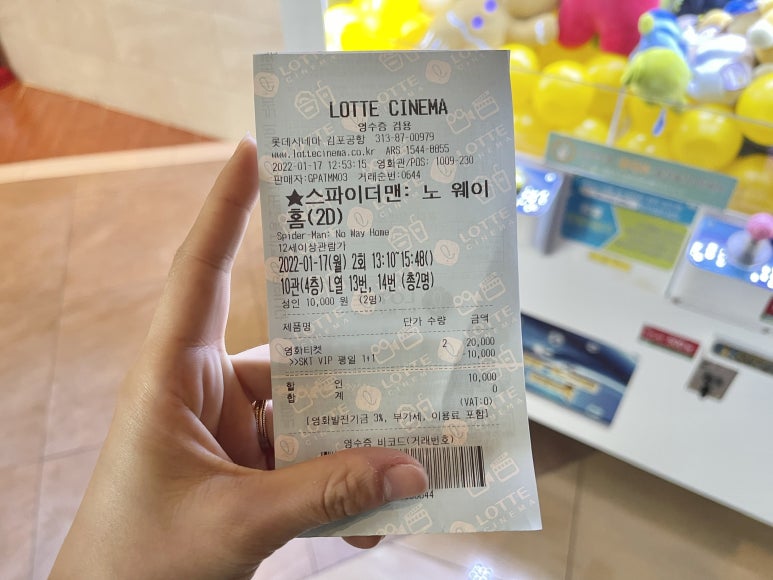 LOTTE CINEMA
영수증 겸용
롯데시네마 김포공항 313-87-00979
www.lottecinema.co.kr ARS 1544-8855
2022-01-17 12:53:15 영화관/POS: 1009-230
판매자:GPATMM03 거래순번:0644
★스파이더맨: 노 웨이
홈(2D)
Spider-Man: No Way Home
12세이상관람가
2022-01-17(월) 2회 13:10~15:48()
10관(4층) L열 13번, 14번 (총2명)
성인 10,000 원 (2명)
제품명 단가 수량 금액
영화티켓 2 20,000
>>SKT VIP 평일 1+1 -10,000
할 인 10,000
합 계 0
(VAT:0)
[영화발전기금 3%, 부가세, 이용료 포함]
영수증 바코드(거래번호)